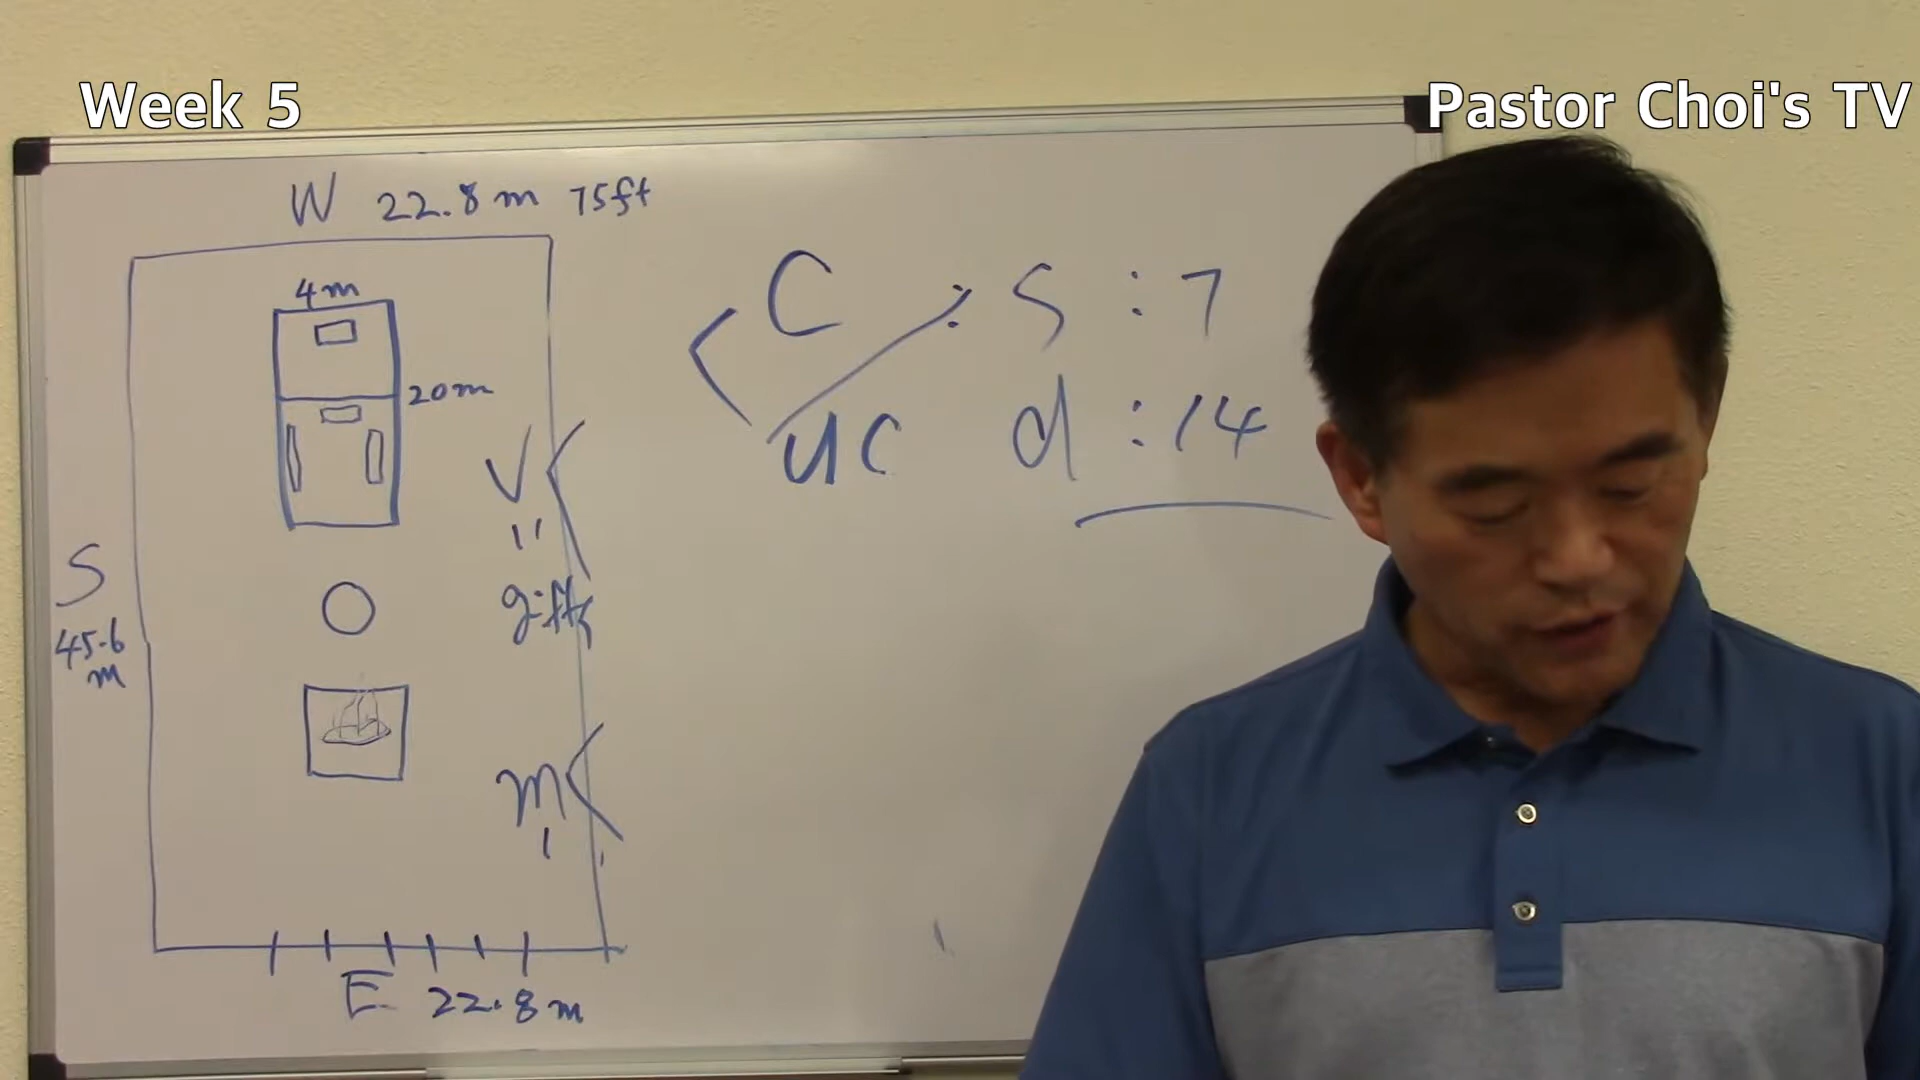 Week 5
Pastor Choi's TV
W 22.8 m 75ft
4m
20m
V
gifts
S
45.6
m
m
E 22.8 m
C : S : 7
uc d : 14